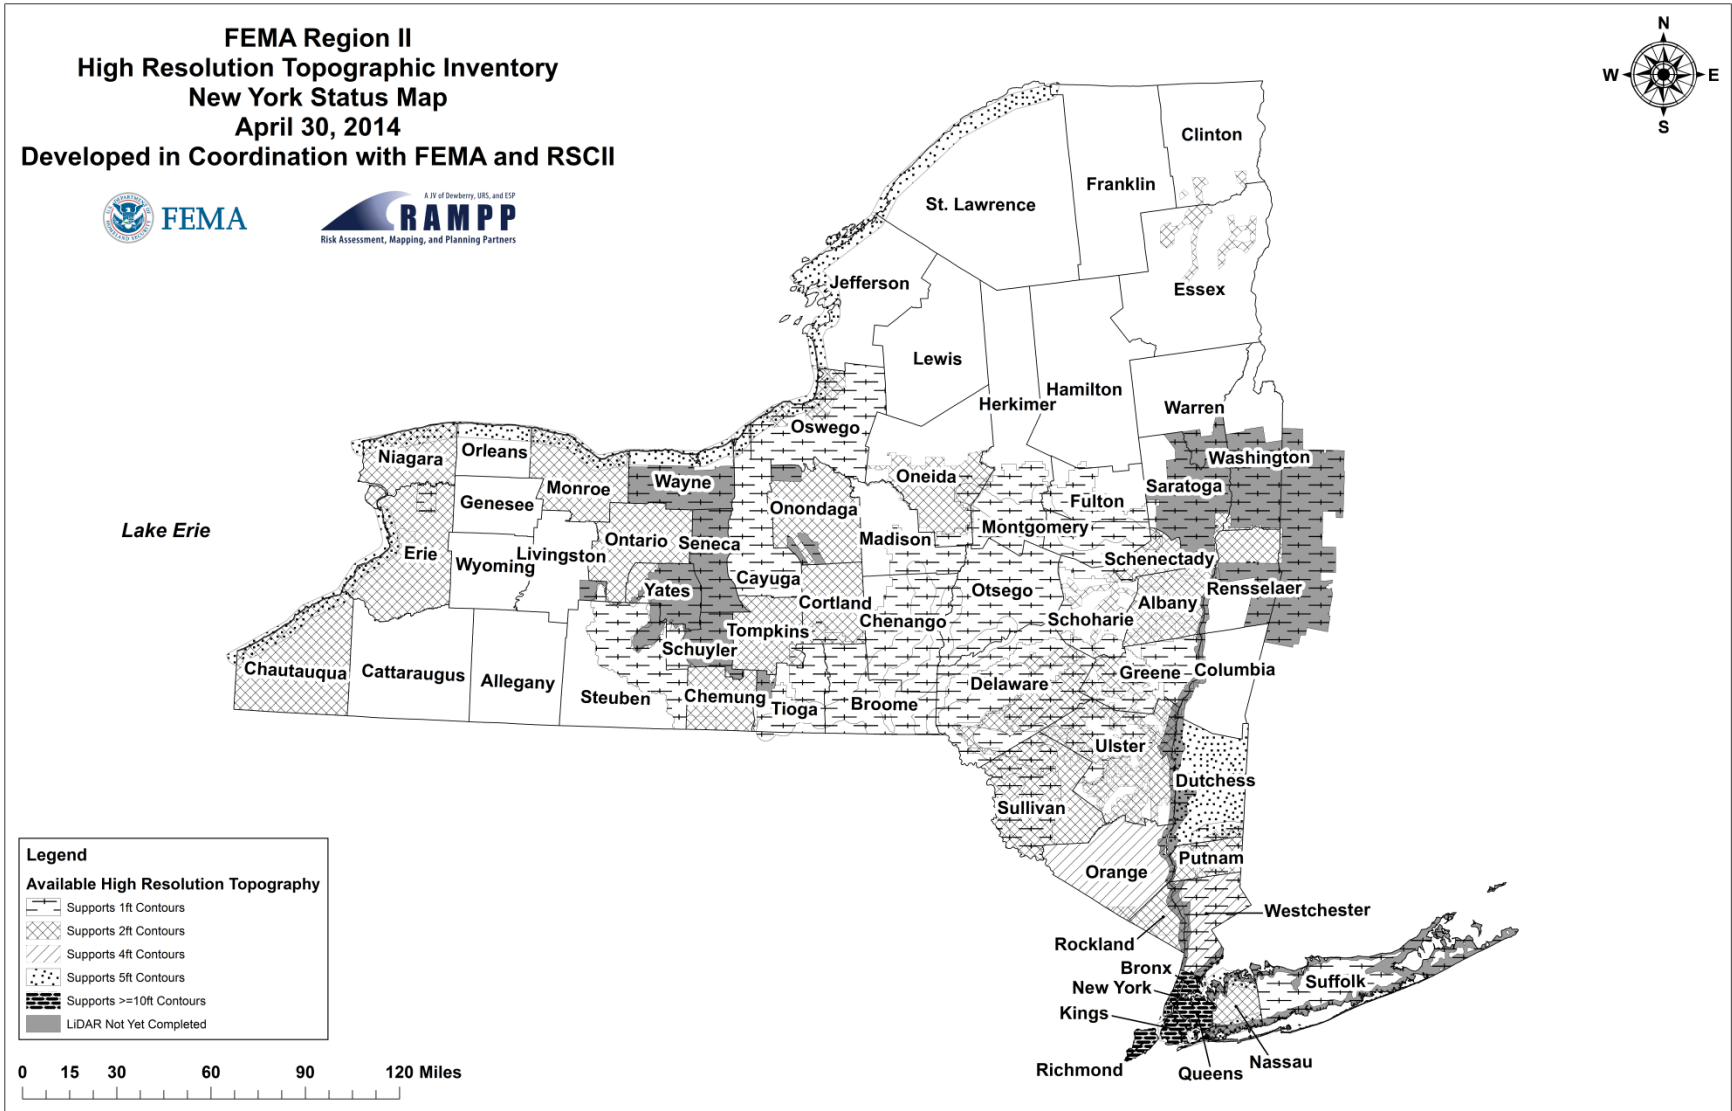 FEMA Region II
High Resolution Topographic Inventory
New York Status Map
April 30, 2014
Developed in Coordination with FEMA and RSCII
FEMA
A JV of Dewberry, URS, and ESP
RAMPP
Risk Assessment, Mapping, and Planning Partners
N
W
E
S
Clinton
Franklin
St. Lawrence
Jefferson
Essex
Lewis
Hamilton
Herkimer
Warren
Oswego
Niagara
Orleans
Monroe
Wayne
Oneida
Washington
Saratoga
Genesee
Onondaga
Fulton
Montgomery
Lake Erie
Erie
Wyoming
Livingston
Ontario
Seneca
Madison
Schenectady
Cayuga
Yates
Cortland
Otsego
Rensselaer
Albany
Chenango
Schoharie
Tompkins
Schuyler
Chautauqua
Cattaraugus
Allegany
Steuben
Chemung
Tioga
Broome
Delaware
Greene
Columbia
Ulster
Dutchess
Sullivan
Putnam
Orange
Westchester
Rockland
Bronx
New York
Kings
Suffolk
Richmond
Queens
Nassau
Legend
Available High Resolution Topography
Supports 1ft Contours
Supports 2ft Contours
Supports 4ft Contours
Supports 5ft Contours
Supports >=10ft Contours
LiDAR Not Yet Completed
0 15 30 60 90 120 Miles